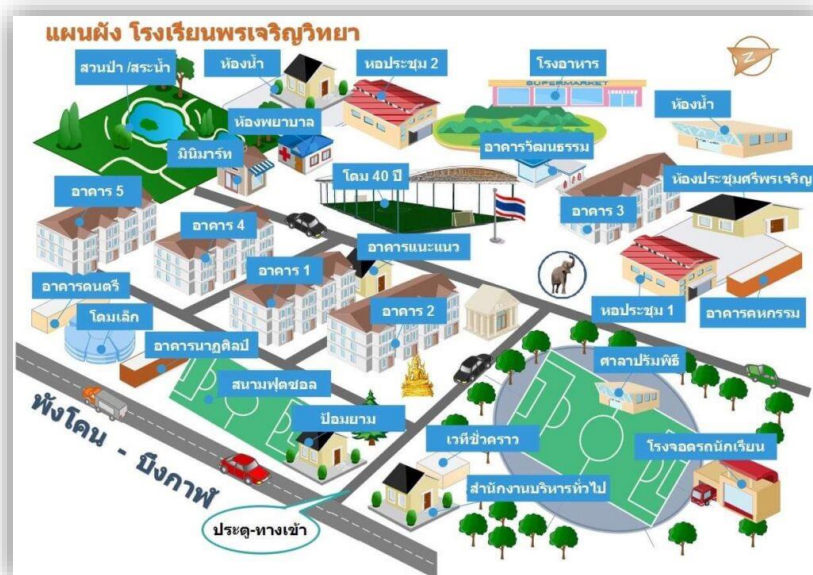 แผนผัง โรงเรียนพรเจริญวิทยา
Z
สวนป่า /สระน้ำ
ห้องน้ำ
หอประชุม 2
โรงอาหาร
SUPERMARKET
ห้องน้ำ
ห้องพยาบาล
มินิมาร์ท
อาคารวัฒนธรรม
โดม 40 ปี
ห้องประชุมศรีพรเจริญ
อาคาร 5
อาคาร 3
อาคาร 4
อาคารแนะแนว
อาคาร 1
อาคารดนตรี
หอประชุม 1
อาคารคหกรรม
อาคาร 2
โดมเล็ก
อาคารนาฏศิลป์
ศาลาปรัมพิธี
สนามฟุตซอล
ป้อมยาม
เวทีชั่วคราว
โรงจอดรถนักเรียน
พังโคน - บึงกาฬ
สำนักงานบริหารทั่วไป
ประตู-ทางเข้า